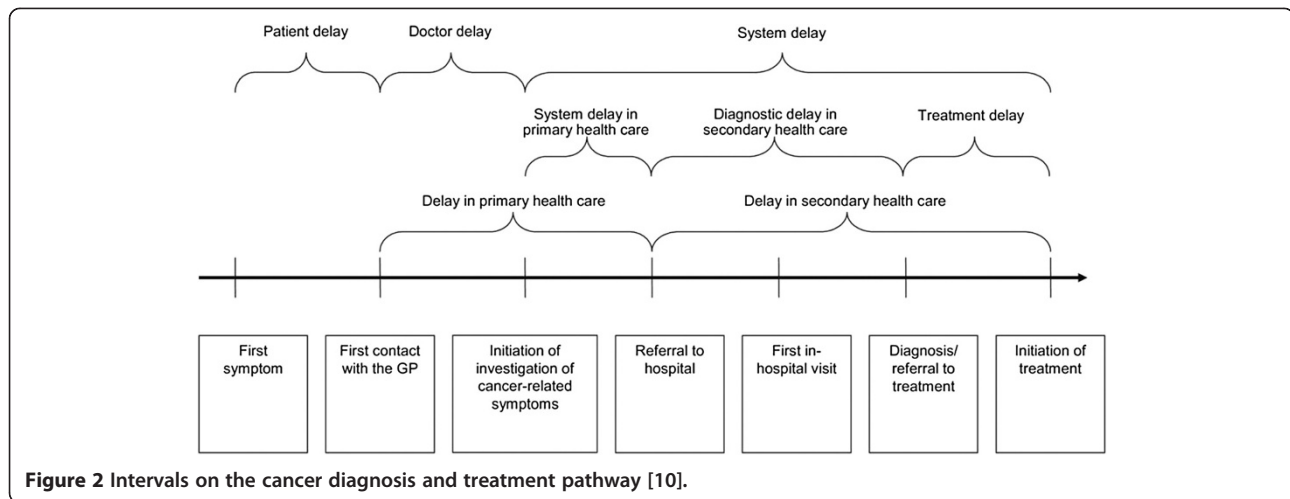 Patient delay
Doctor delay
System delay
System delay in
primary health care
Diagnostic delay in
secondary health care
Treatment delay
Delay in primary health care
Delay in secondary health care
First
symptom
First contact
with the GP
Initiation of
investigation of
cancer-related
symptoms
Referral to
hospital
First in-
hospital visit
Diagnosis/
referral to
treatment
Initiation of
treatment
Figure 2 Intervals on the cancer diagnosis and treatment pathway [10].